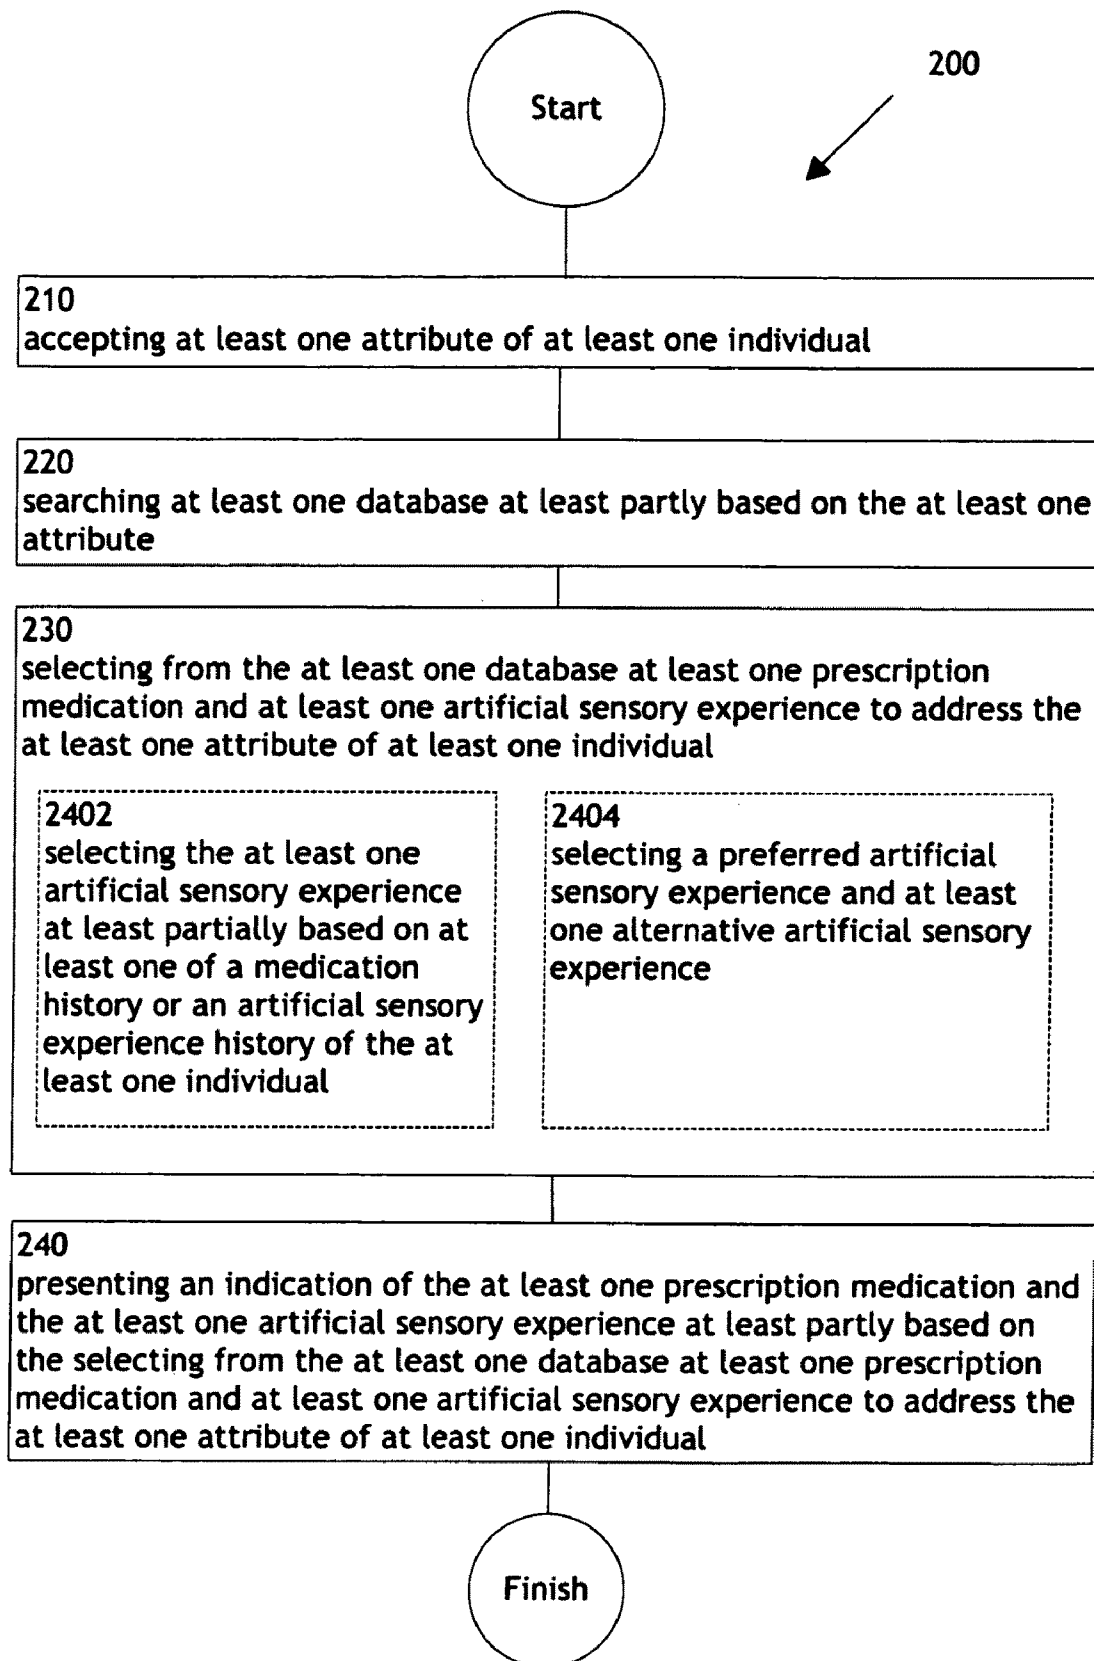 Start
200
210
accepting at least one attribute of at least one individual
220
searching at least one database at least partly based on the at least one
attribute
230
selecting from the at least one database at least one prescription
medication and at least one artificial sensory experience to address the
at least one attribute of at least one individual
2402
selecting the at least one
artificial sensory experience
at least partially based on at
least one of a medication
history or an artificial sensory
experience history of the at
least one individual
2404
selecting a preferred artificial
sensory experience and at least
one alternative artificial sensory
experience
240
presenting an indication of the at least one prescription medication and
the at least one artificial sensory experience at least partly based on
the selecting from the at least one database at least one prescription
medication and at least one artificial sensory experience to address the
at least one attribute of at least one individual
Finish